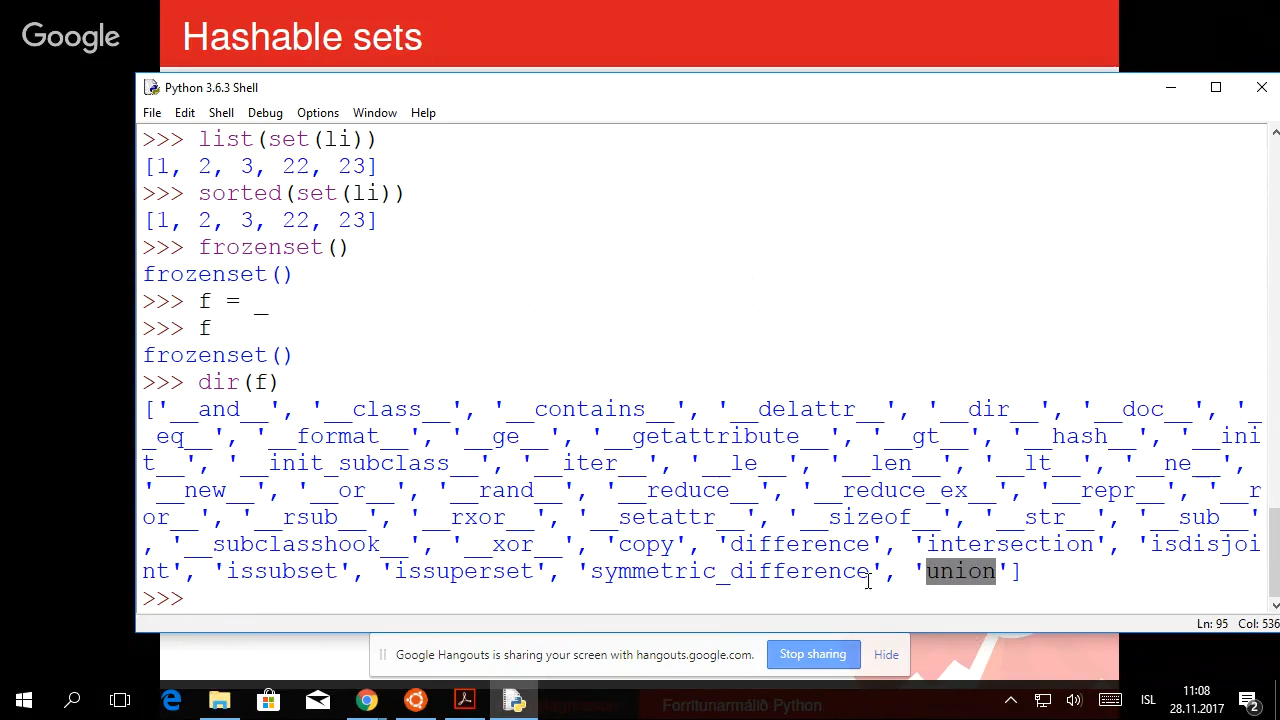 Google
Hashable sets
Python 3.6.3 Shell
File Edit Shell Debug Options Window Help
>>> list(set(li))
[1, 2, 3, 22, 23]
>>> sorted(set(li))
[1, 2, 3, 22, 23]
>>> frozenset()
frozenset()
>>> f = _
>>> f
frozenset()
>>> dir(f)
['__and__', '__class__', '__contains__', '__delattr__', '__dir__', '__doc__', '_
_eq__', '__format__', '__ge__', '__getattribute__', '__gt__', '__hash__', '__ini
t__', '__init_subclass__', '__iter__', '__le__', '__len__', '__lt__', '__ne__',
'__new__', '__or__', '__rand__', '__reduce__', '__reduce_ex__', '__repr__', '__r
or__', '__rsub__', '__rxor__', '__setattr__', '__sizeof__', '__str__', '__sub__'
, '__subclasshook__', '__xor__', 'copy', 'difference', 'intersection', 'isdisjoi
nt', 'issubset', 'issuperset', 'symmetric_difference', 'union']
>>>
Ln: 95 Col: 536
Google Hangouts is sharing your screen with hangouts.google.com. Stop sharing Hide
Forritunarmálið Python
ISL
11:08
28.11.2017
2